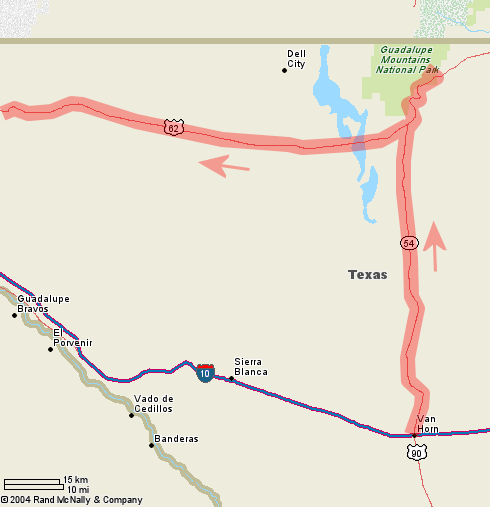 Dell
City
Guadalupe
Mountains
National Park
62
54
Texas
Guadalupe
Bravos
El
Porvenir
Sierra
Blanca
10
Vado de
Cedillos
Van
Horn
Banderas
90
15 km
10 mi
© 2004 Rand McNally & Company